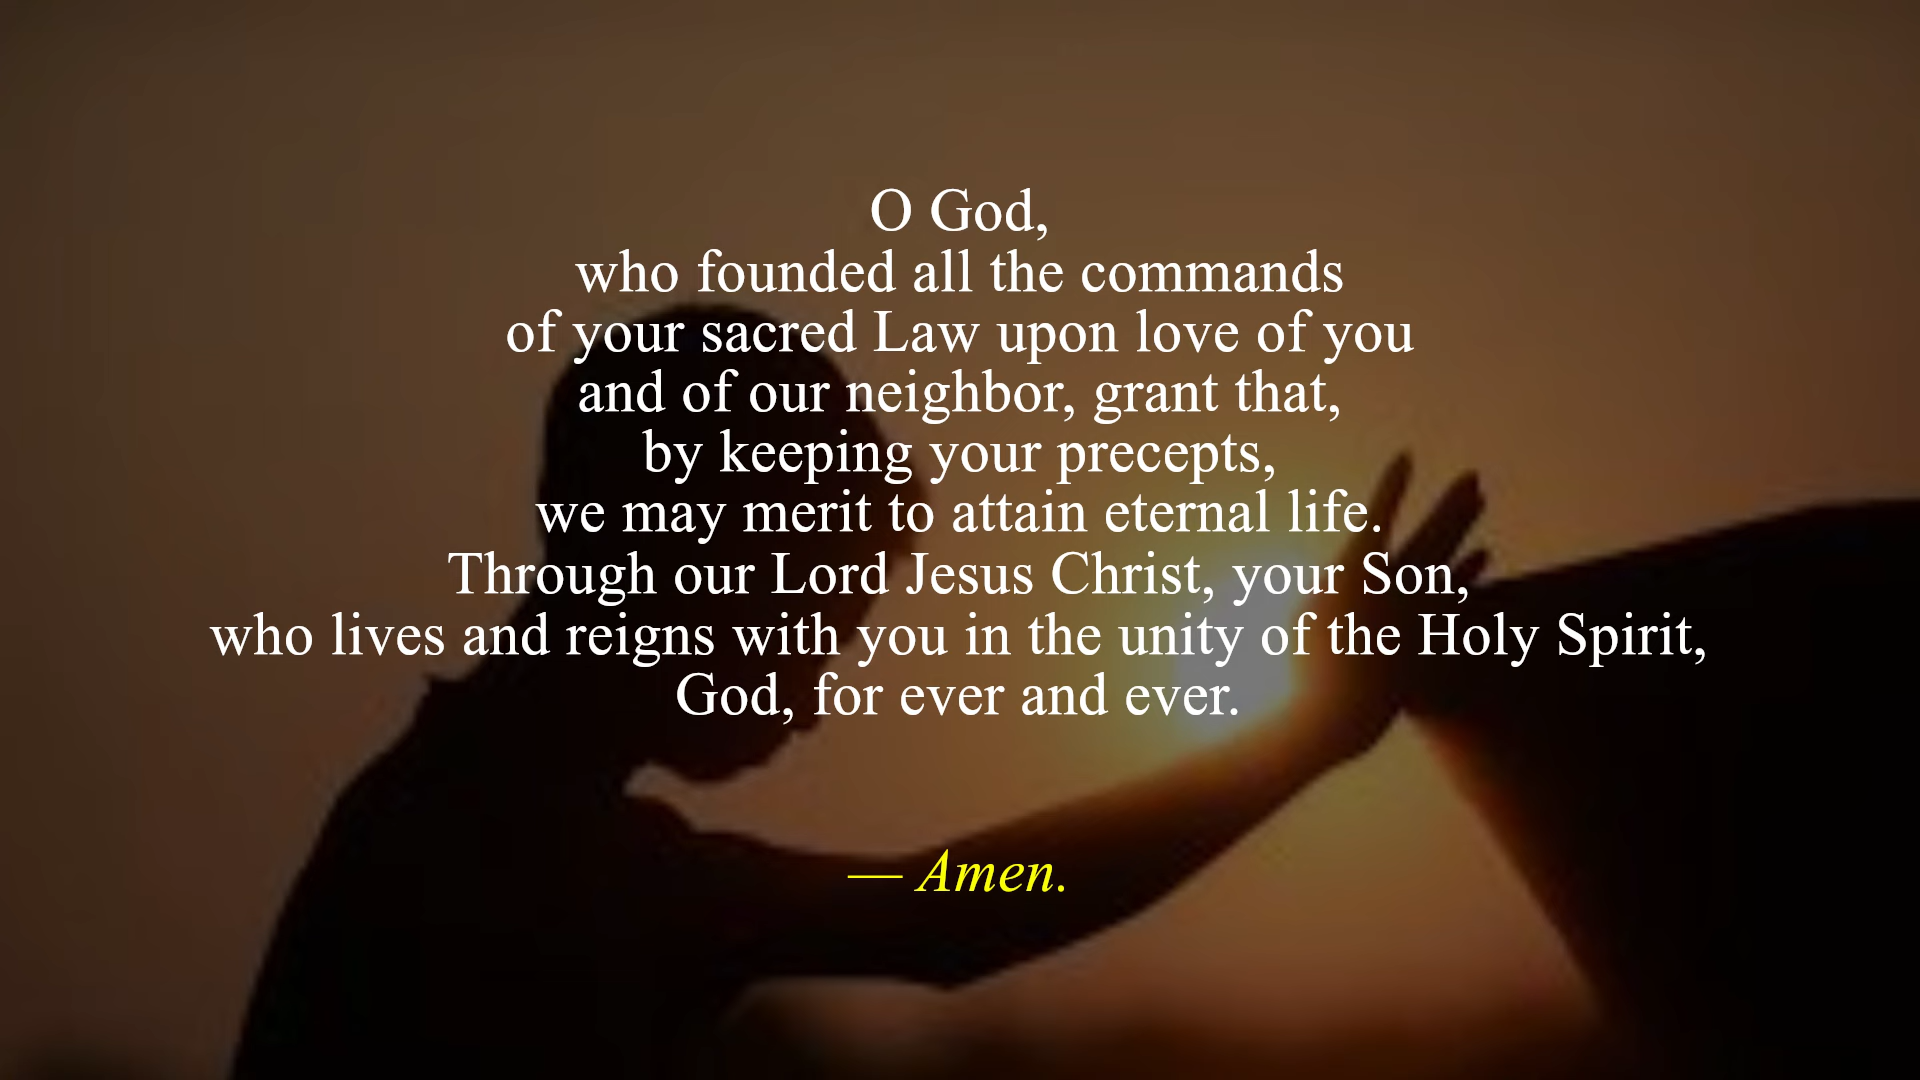 O God,
who founded all the commands
of your sacred Law upon love of you
and of our neighbor, grant that,
by keeping your precepts,
we may merit to attain eternal life.
Through our Lord Jesus Christ, your Son,
who lives and reigns with you in the unity of the Holy Spirit,
God, for ever and ever.
— Amen.